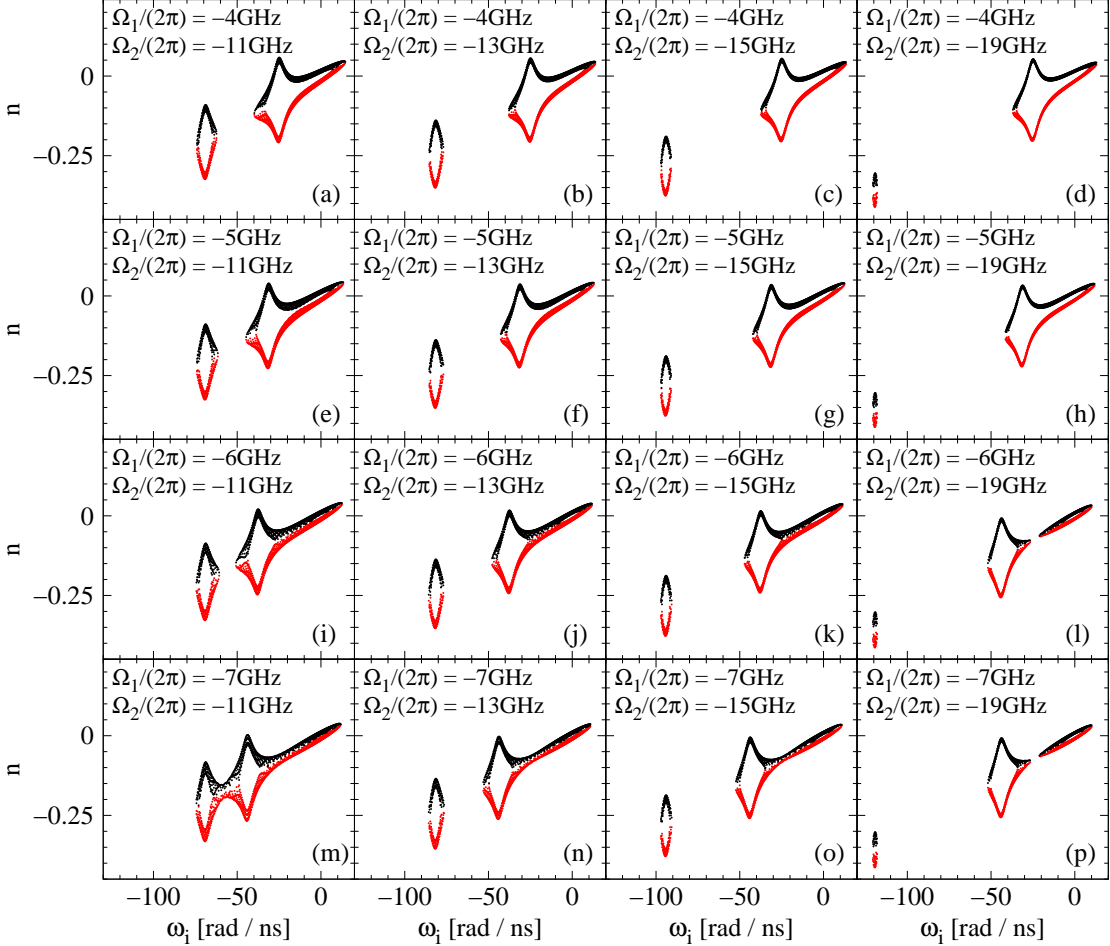 Ω1/(2π) = −4GHz Ω1/(2π) = −4GHz Ω1/(2π) = −4GHz Ω1/(2π) = −4GHz
Ω2/(2π) = −11GHz Ω2/(2π) = −13GHz Ω2/(2π) = −15GHz Ω2/(2π) = −19GHz
0
n
−0.25
(a) (b) (c) (d)
Ω1/(2π) = −5GHz Ω1/(2π) = −5GHz Ω1/(2π) = −5GHz Ω1/(2π) = −5GHz
Ω2/(2π) = −11GHz Ω2/(2π) = −13GHz Ω2/(2π) = −15GHz Ω2/(2π) = −19GHz
0
n
−0.25
(e) (f) (g) (h)
Ω1/(2π) = −6GHz Ω1/(2π) = −6GHz Ω1/(2π) = −6GHz Ω1/(2π) = −6GHz
Ω2/(2π) = −11GHz Ω2/(2π) = −13GHz Ω2/(2π) = −15GHz Ω2/(2π) = −19GHz
0
n
−0.25
(i) (j) (k) (l)
Ω1/(2π) = −7GHz Ω1/(2π) = −7GHz Ω1/(2π) = −7GHz Ω1/(2π) = −7GHz
Ω2/(2π) = −11GHz Ω2/(2π) = −13GHz Ω2/(2π) = −15GHz Ω2/(2π) = −19GHz
0
n
−0.25
(m) (n) (o) (p)
−100 −50 0 −100 −50 0 −100 −50 0 −100 −50 0
ωi [rad / ns] ωi [rad / ns] ωi [rad / ns] ωi [rad / ns]